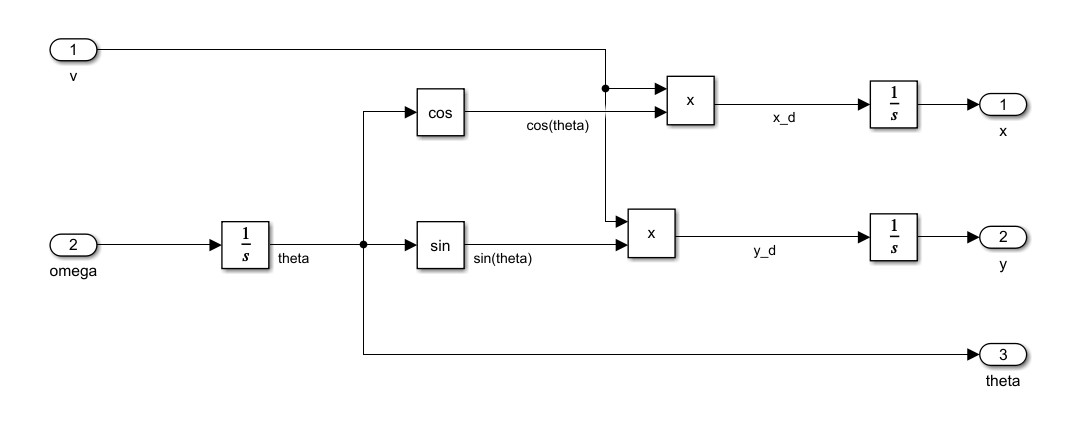 1
v
cos
cos(theta)
x
x_d
1
s
1
x
2
omega
1
s
theta
sin
sin(theta)
x
y_d
1
s
2
y
3
theta